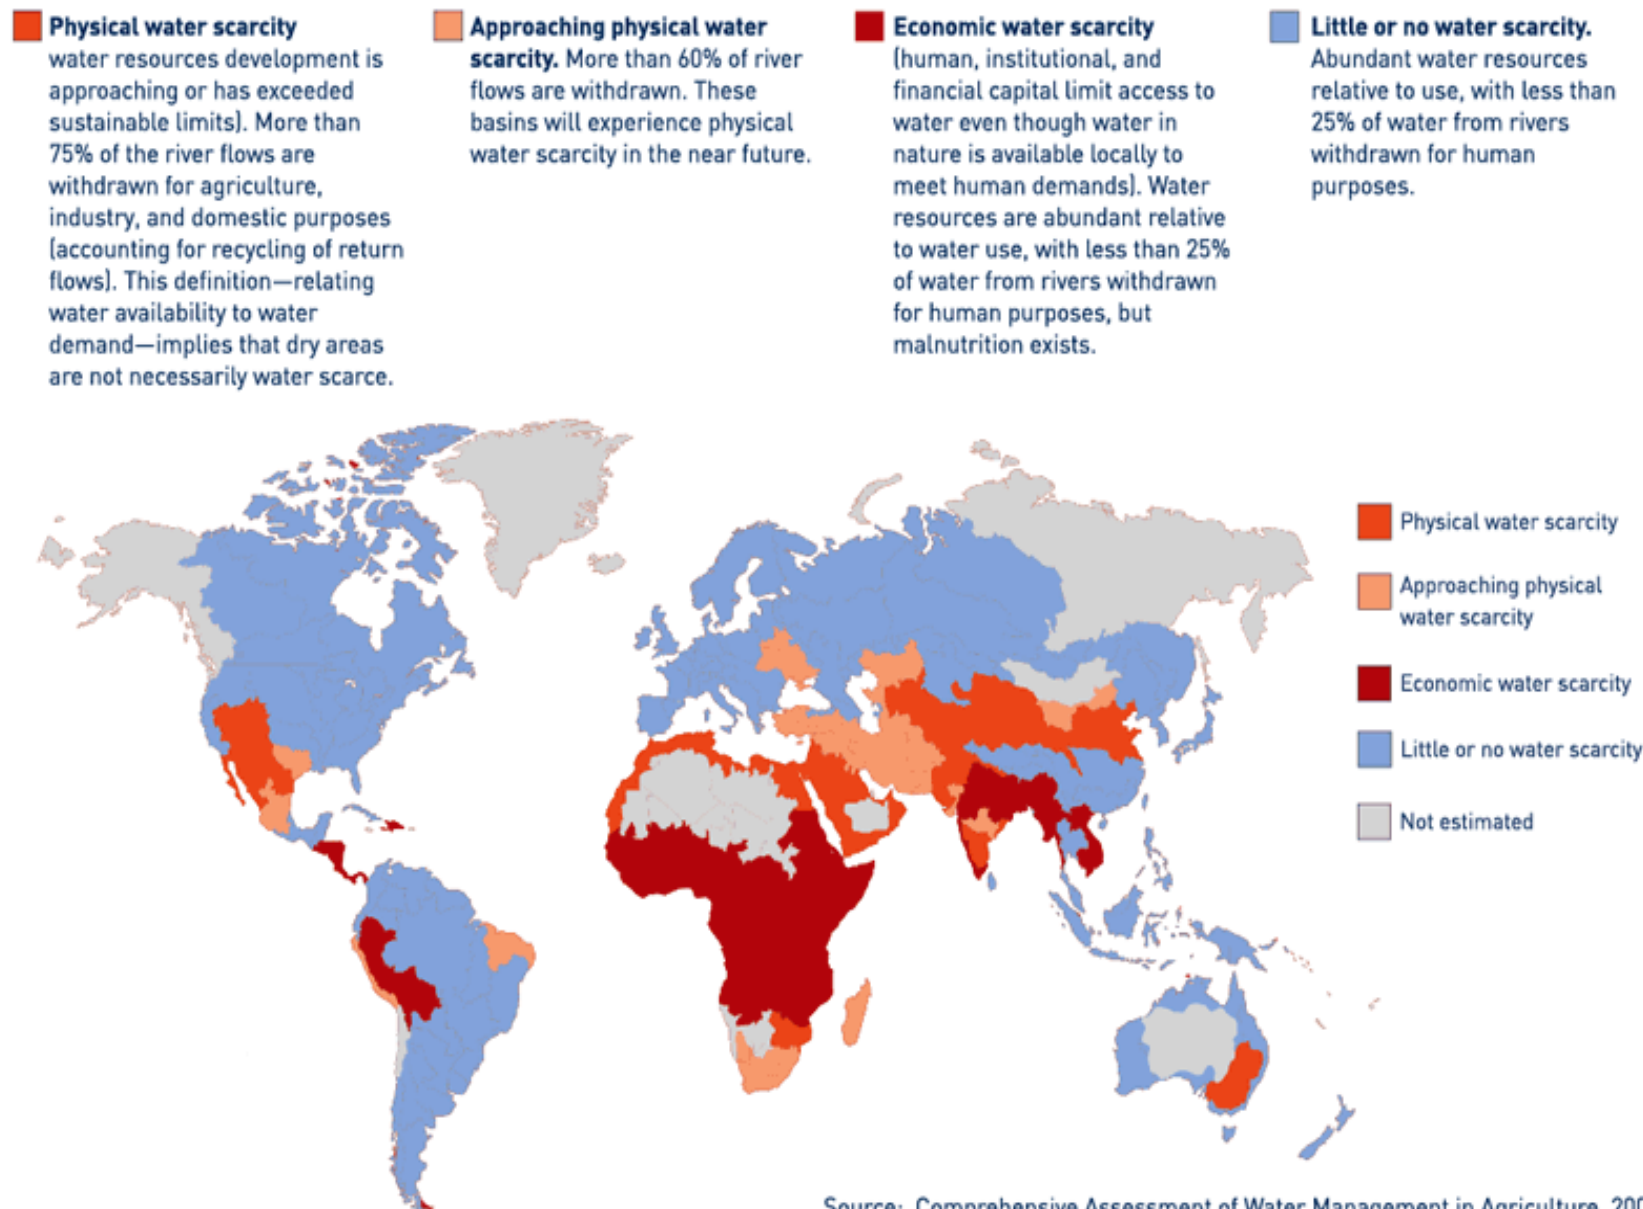 Physical water scarcity
water resources development is
approaching or has exceeded
sustainable limits). More than
75% of the river flows are
withdrawn for agriculture,
industry, and domestic purposes
(accounting for recycling of return
flows). This definition—relating
water availability to water
demand—implies that dry areas
are not necessarily water scarce.
Approaching physical water
scarcity. More than 60% of river
flows are withdrawn. These
basins will experience physical
water scarcity in the near future.
Economic water scarcity
(human, institutional, and
financial capital limit access to
water even though water in
nature is available locally to
meet human demands). Water
resources are abundant relative
to water use, with less than 25%
of water from rivers withdrawn
for human purposes, but
malnutrition exists.
Little or no water scarcity.
Abundant water resources
relative to use, with less than
25% of water from rivers
withdrawn for human
purposes.
Physical water scarcity
Approaching physical
water scarcity
Economic water scarcity
Little or no water scarcity
Not estimated
Source: Comprehensive Assessment of Water Management in Agriculture,